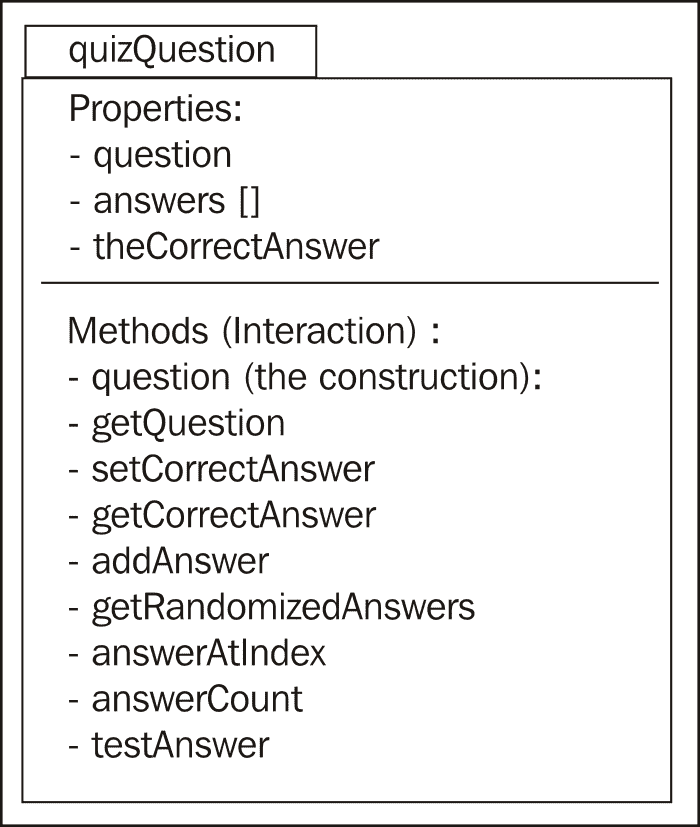 quizQuestion
Properties:
- question
- answers []
- theCorrectAnswer
Methods (Interaction) :
- question (the construction):
- getQuestion
- setCorrectAnswer
- getCorrectAnswer
- addAnswer
- getRandomizedAnswers
- answerAtIndex
- answerCount
- testAnswer